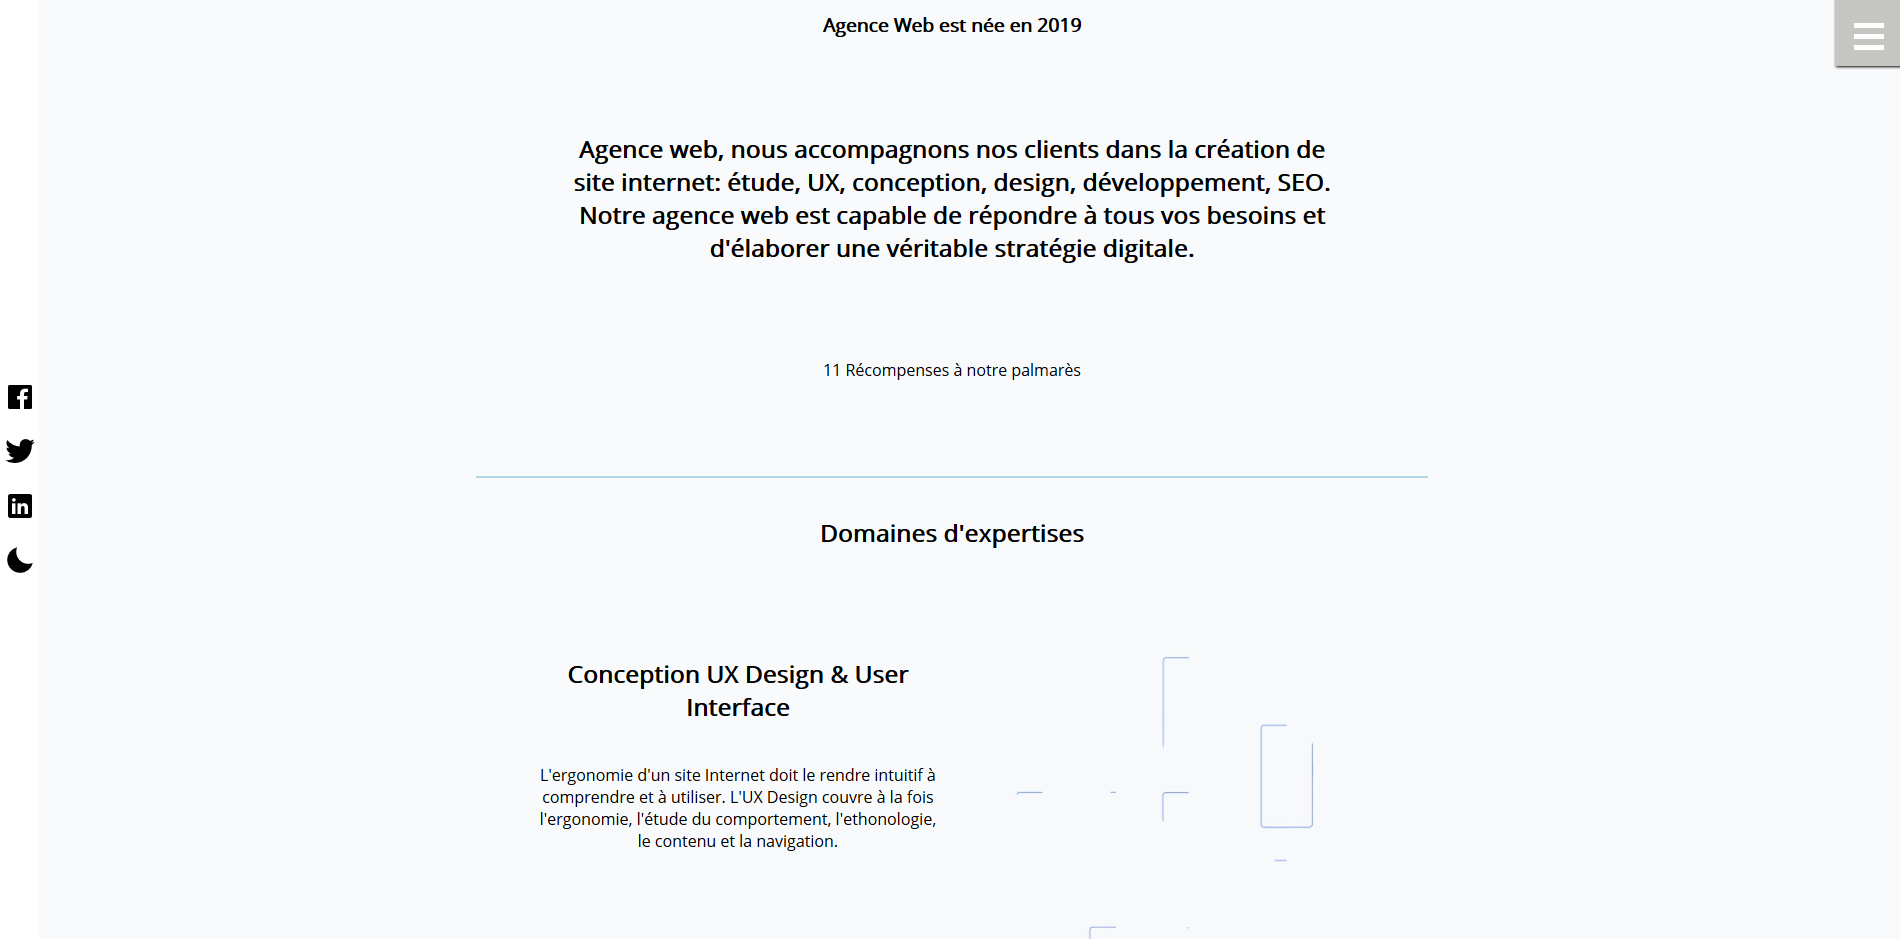 Agence Web est née en 2019
Agence web, nous accompagnons nos clients dans la création de
site internet: étude, UX, conception, design, développement, SEO.
Notre agence web est capable de répondre à tous vos besoins et
d'élaborer une véritable stratégie digitale.
11 Récompenses à notre palmarès
Domaines d'expertises
Conception UX Design & User
Interface
L'ergonomie d'un site Internet doit le rendre intuitif à
comprendre et à utiliser. L'UX Design couvre à la fois
l'ergonomie, l'étude du comportement, l'ethonologie,
le contenu et la navigation.